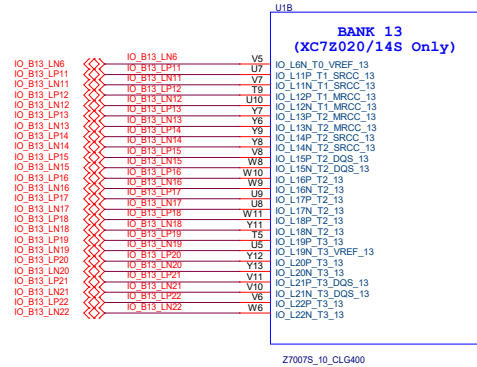 U1B
BANK 13
(XC7Z020/14S Only)
IO_B13_LN6 IO_B13_LN6 V5 IO_L6N_T0_VREF_13
IO_B13_LP11 IO_B13_LP11 U7 IO_L11P_T1_SRCC_13
IO_B13_LN11 IO_B13_LN11 V7 IO_L11N_T1_SRCC_13
IO_B13_LP12 IO_B13_LP12 T9 IO_L12P_T1_MRCC_13
IO_B13_LN12 IO_B13_LN12 U10 IO_L12N_T1_MRCC_13
IO_B13_LP13 IO_B13_LP13 Y7 IO_L13P_T2_MRCC_13
IO_B13_LN13 IO_B13_LN13 Y6 IO_L13N_T2_MRCC_13
IO_B13_LP14 IO_B13_LP14 Y9 IO_L14P_T2_SRCC_13
IO_B13_LN14 IO_B13_LN14 Y8 IO_L14N_T2_SRCC_13
IO_B13_LP15 IO_B13_LP15 V8 IO_L15P_T2_DQS_13
IO_B13_LN15 IO_B13_LN15 W8 IO_L15N_T2_DQS_13
IO_B13_LP16 IO_B13_LP16 W10 IO_L16P_T2_13
IO_B13_LN16 IO_B13_LN16 W9 IO_L16N_T2_13
IO_B13_LP17 IO_B13_LP17 U9 IO_L17P_T2_13
IO_B13_LN17 IO_B13_LN17 U8 IO_L17N_T2_13
IO_B13_LP18 IO_B13_LP18 W11 IO_L18P_T2_13
IO_B13_LN18 IO_B13_LN18 Y11 IO_L18N_T2_13
IO_B13_LP19 IO_B13_LP19 T5 IO_L19P_T3_13
IO_B13_LN19 IO_B13_LN19 U5 IO_L19N_T3_VREF_13
IO_B13_LP20 IO_B13_LP20 Y12 IO_L20P_T3_13
IO_B13_LN20 IO_B13_LN20 Y13 IO_L20N_T3_13
IO_B13_LP21 IO_B13_LP21 V11 IO_L21P_T3_DQS_13
IO_B13_LN21 IO_B13_LN21 V10 IO_L21N_T3_DQS_13
IO_B13_LP22 IO_B13_LP22 V6 IO_L22P_T3_13
IO_B13_LN22 IO_B13_LN22 W6 IO_L22N_T3_13
Z7007S_10_CLG400